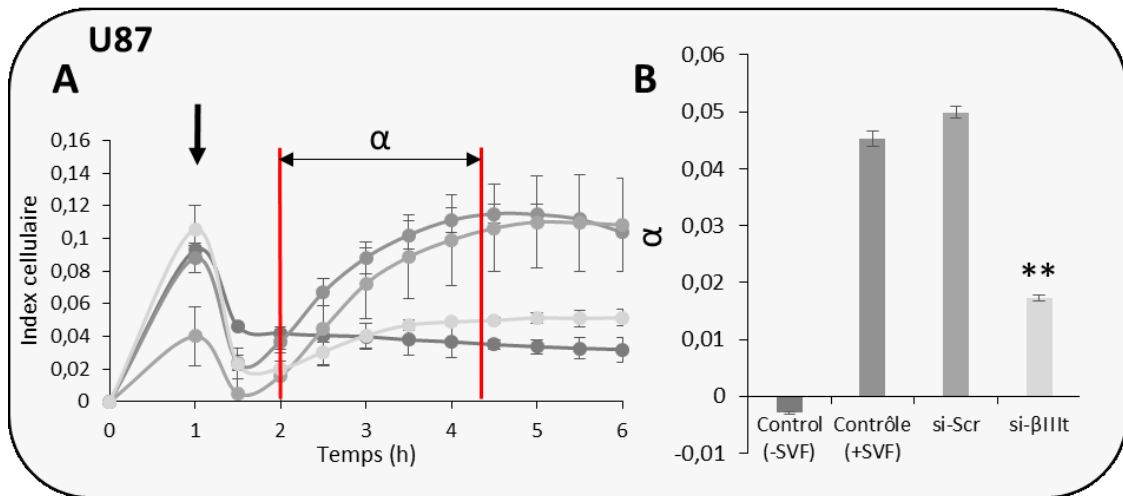 U87
A
α
0,16
0,14
0,12
0,1
0,08
0,06
0,04
0,02
0
Index cellulaire
0 1 2 3 4 5 6
Temps (h)
B
0,06
0,05
0,04
0,03
0,02
0,01
0
-0,01
α
**
Control Contrôle si-Scr si-βIIIt
(-SVF) (+SVF)